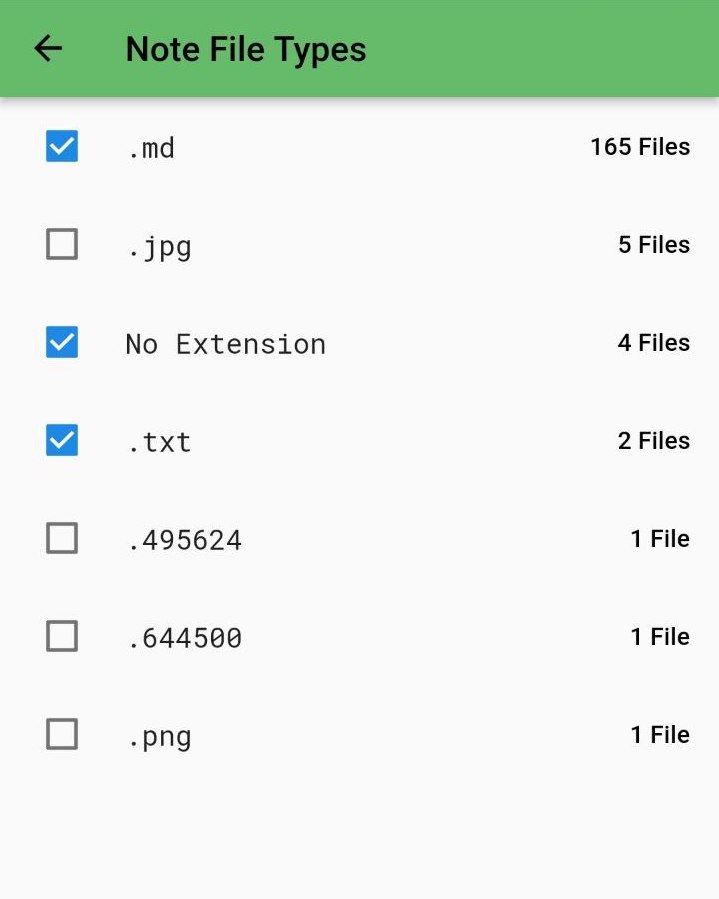 Note File Types
.md 165 Files
.jpg 5 Files
No Extension 4 Files
.txt 2 Files
.495624 1 File
.644500 1 File
.png 1 File